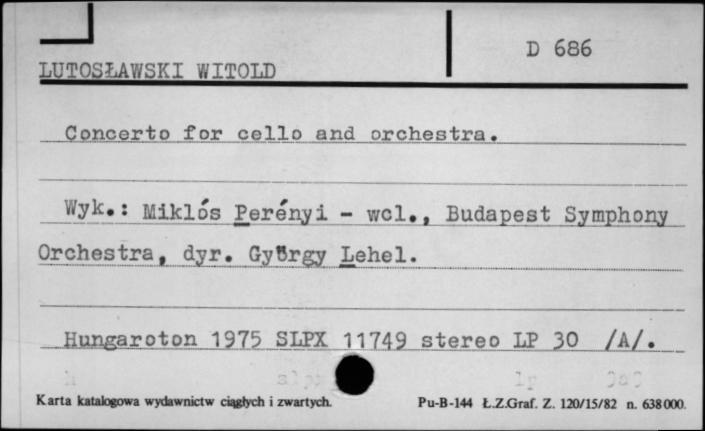 D 686
LUTOSŁAWSKI WITOLD
Concerto for cello and orchestra.
Wyk.: Miklós Perényi - wcl., Budapest Symphony
Orchestra, dyr. György Lehel.
Hungaroton 1975 SLPX 11749 stereo LP 30 /A/.
Karta katalogowa wydawnictw ciągłych i zwartych. Pu-B-144 Ł.Z.Graf. Z. 120/15/82 n. 638000.